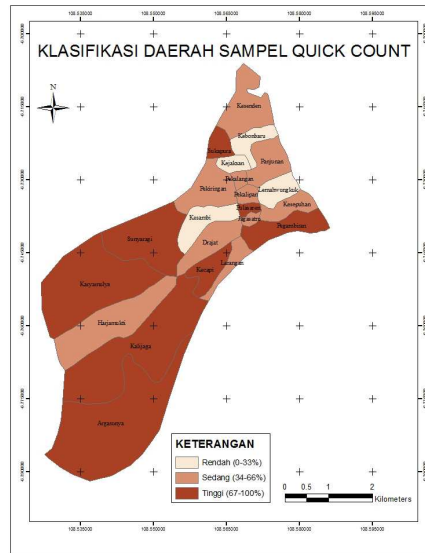 KLASIFIKASI DAERAH SAMPEL QUICK COUNT
N
Kesenden
Kebonbaru
Sukapura
Kejaksan
Panjunan
Pekalangan
Pekiringan
Pekalipan
Lemahwungkuk
Kesepuhan
Pulasaren
Jagasatru
Kesambi
Pegambiran
Drajat
Sunyaragi
Larangan
Kecapi
Karyamulya
Harjamukti
Kalijaga
Argasunya
KETERANGAN
Rendah (0-33%)
Sedang (34-66%)
Tinggi (67-100%)
0 0.5 1 2
Kilometers